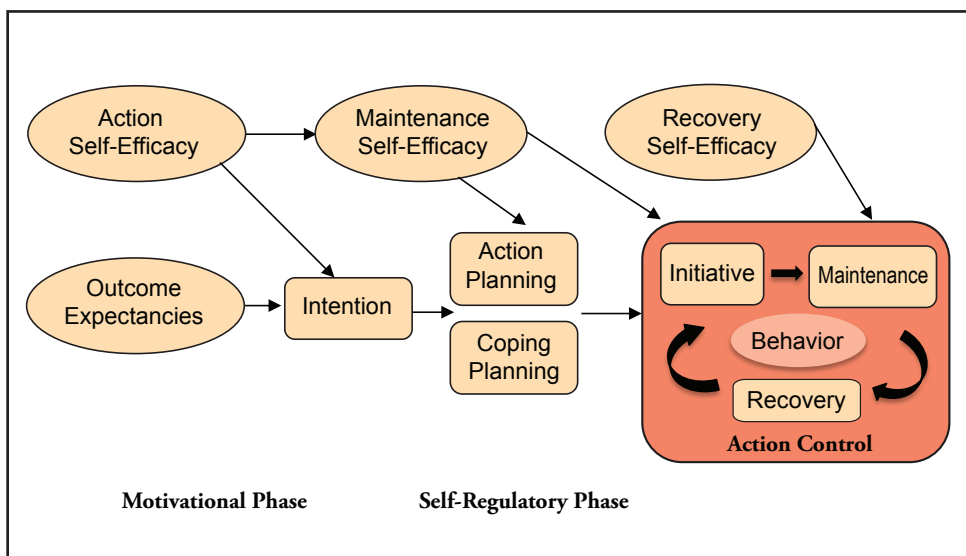 Action
Self-Efficacy
Maintenance
Self-Efficacy
Recovery
Self-Efficacy
Outcome
Expectancies
Intention
Action
Planning
Coping
Planning
Initiative
Maintenance
Behavior
Recovery
Action Control
Motivational Phase
Self-Regulatory Phase